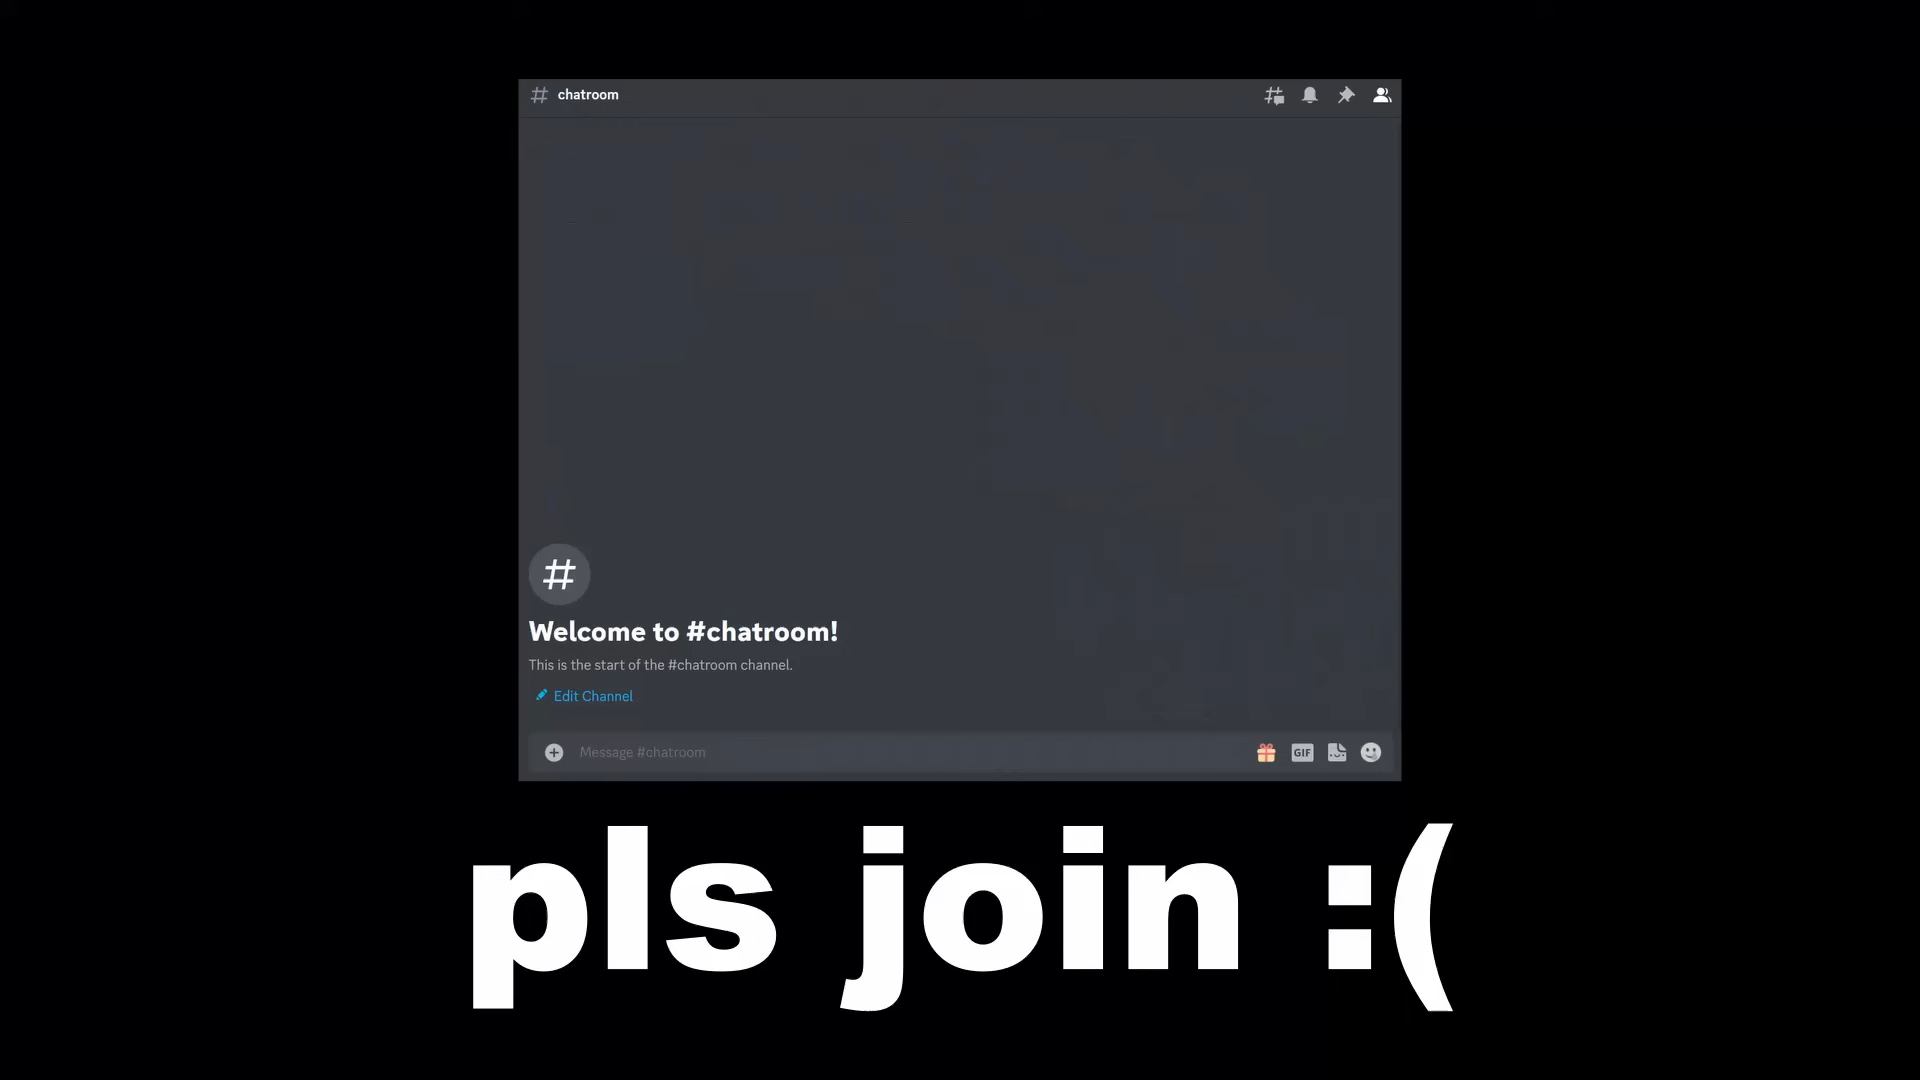 # chatroom
#
Welcome to #chatroom!
This is the start of the #chatroom channel.
Edit Channel
Message #chatroom
GIF
pls join :(